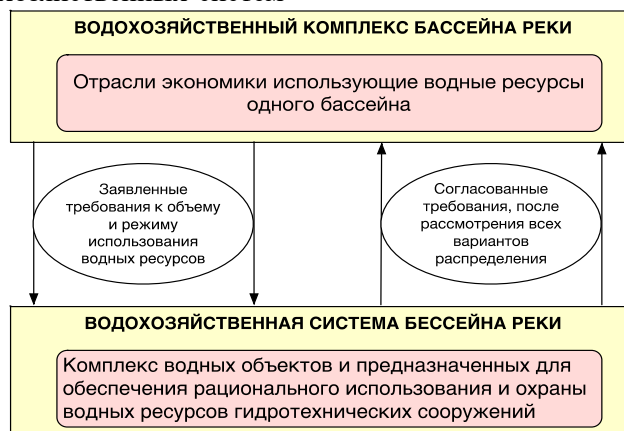 ВОДОХОЗЯЙСТВЕННЫЙ КОМПЛЕКС БАССЕЙНА РЕКИ
Отрасли экономики использующие водные ресурсы
одного бассейна
Заявленные
требования к объему
и режиму
использования
водных ресурсов
Согласованные
требования, после
рассмотрения всех
вариантов
распределения
ВОДОХОЗЯЙСТВЕННАЯ СИСТЕМА БЕССЕЙНА РЕКИ
Комплекс водных объектов и предназначенных для
обеспечения рационального использования и охраны
водных ресурсов гидротехнических сооружений